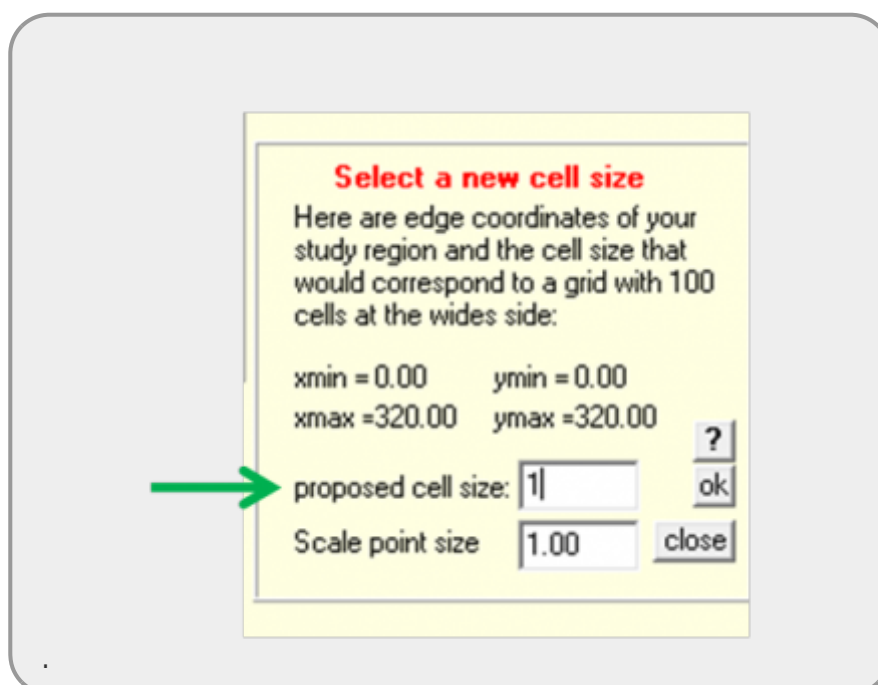 Select a new cell size
Here are edge coordinates of your
study region and the cell size that
would correspond to a grid with 100
cells at the wides side:
xmin = 0.00 ymin = 0.00
xmax =320.00 ymax =320.00
?
proposed cell size: 1 ok
Scale point size 1.00 close
.